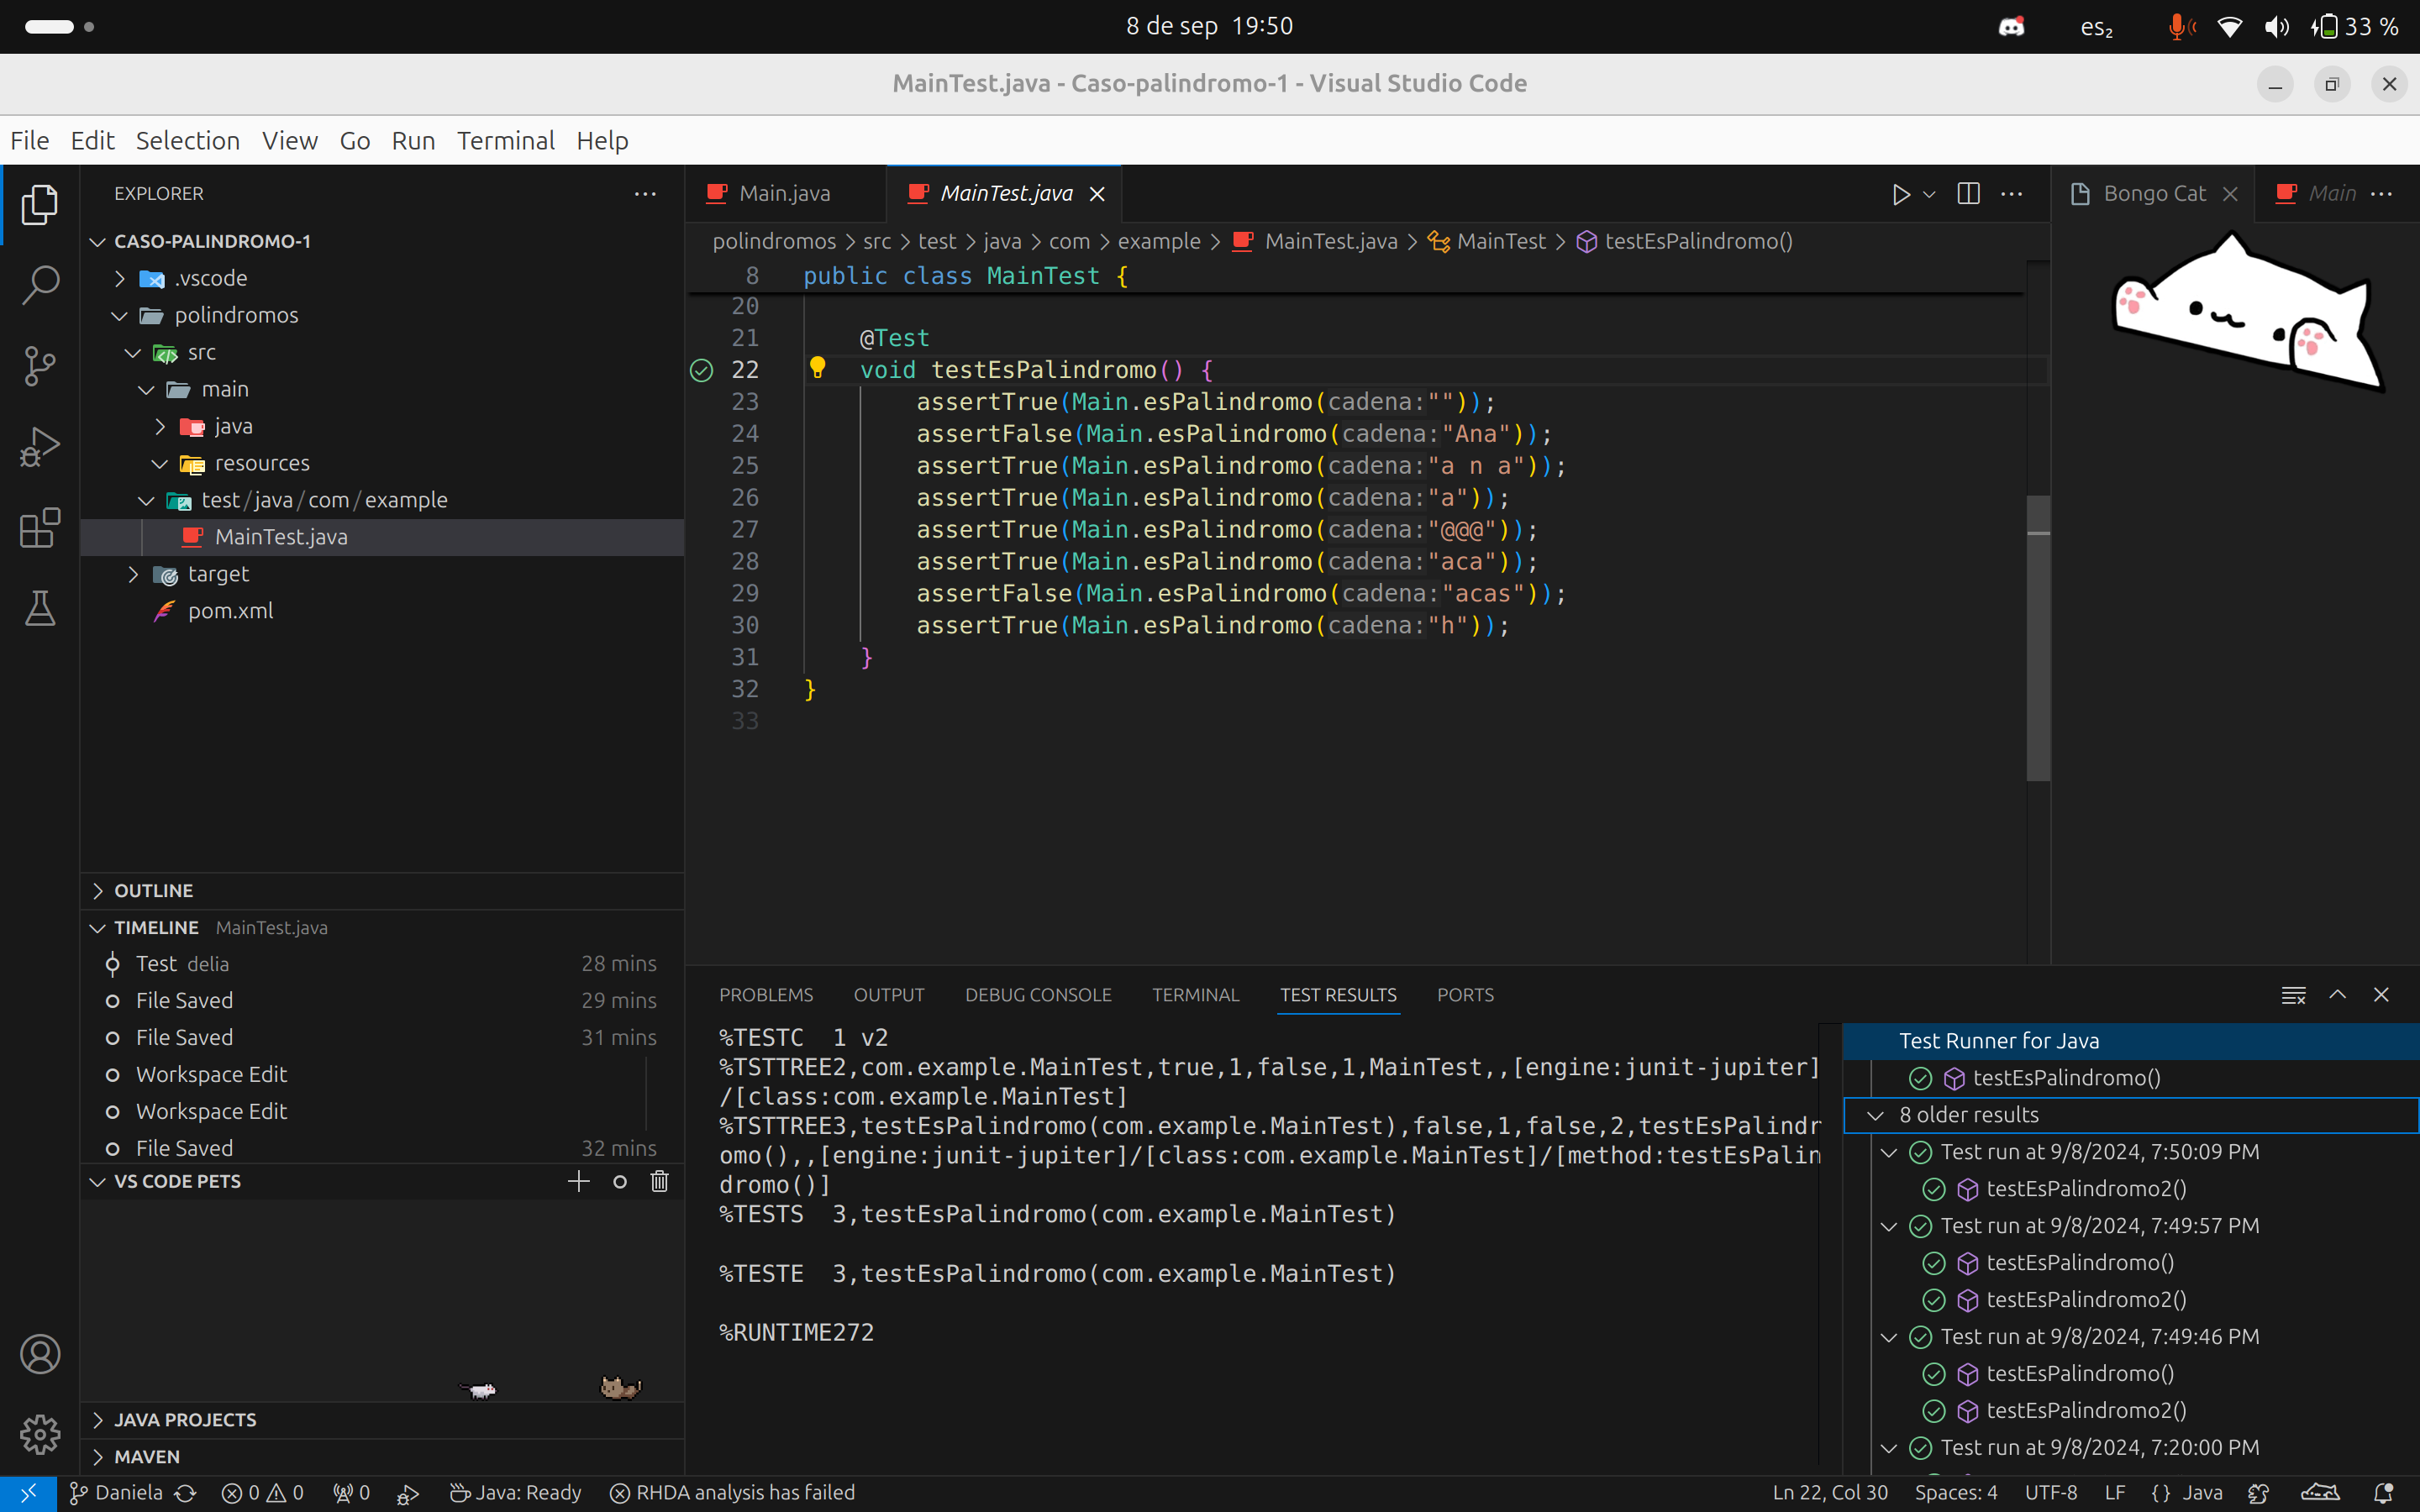 8 de sep 19:50
es₂
33 %
MainTest.java - Caso-palindromo-1 - Visual Studio Code
File Edit Selection View Go Run Terminal Help
EXPLORER
CASO-PALINDROMO-1
.vscode
polindromos
src
main
java
resources
test/java/com/example
MainTest.java
target
pom.xml
OUTLINE
TIMELINE MainTest.java
Test delia 28 mins
File Saved 29 mins
File Saved 31 mins
Workspace Edit
Workspace Edit
File Saved 32 mins
VS CODE PETS
JAVA PROJECTS
MAVEN
Main.java MainTest.java
Bongo Cat Main
polindromos > src > test > java > com > example > MainTest.java > MainTest > testEsPalindromo()
8 public class MainTest {
20
21 @Test
22 void testEsPalindromo() {
23 assertTrue(Main.esPalindromo(cadena:""));
24 assertFalse(Main.esPalindromo(cadena:"Ana"));
25 assertTrue(Main.esPalindromo(cadena:"a n a"));
26 assertTrue(Main.esPalindromo(cadena:"a"));
27 assertTrue(Main.esPalindromo(cadena:"@@@"));
28 assertTrue(Main.esPalindromo(cadena:"aca"));
29 assertFalse(Main.esPalindromo(cadena:"acas"));
30 assertTrue(Main.esPalindromo(cadena:"h"));
31 }
32 }
33
PROBLEMS OUTPUT DEBUG CONSOLE TERMINAL TEST RESULTS PORTS
%TESTC 1 v2
%TSTTREE2,com.example.MainTest,true,1,false,1,MainTest,,[engine:junit-jupiter]
/[class:com.example.MainTest]
%TSTTREE3,testEsPalindromo(com.example.MainTest),false,1,false,2,testEsPalindr
omo(),,[engine:junit-jupiter]/[class:com.example.MainTest]/[method:testEsPalin
dromo()]
%TESTS 3,testEsPalindromo(com.example.MainTest)
%TESTE 3,testEsPalindromo(com.example.MainTest)
%RUNTIME272
Test Runner for Java
testEsPalindromo()
8 older results
Test run at 9/8/2024, 7:50:09 PM
testEsPalindromo2()
Test run at 9/8/2024, 7:49:57 PM
testEsPalindromo()
testEsPalindromo2()
Test run at 9/8/2024, 7:49:46 PM
testEsPalindromo()
testEsPalindromo2()
Test run at 9/8/2024, 7:20:00 PM
Daniela 0 0 0 Java: Ready RHDA analysis has failed Ln 22, Col 30 Spaces: 4 UTF-8 LF {} Java